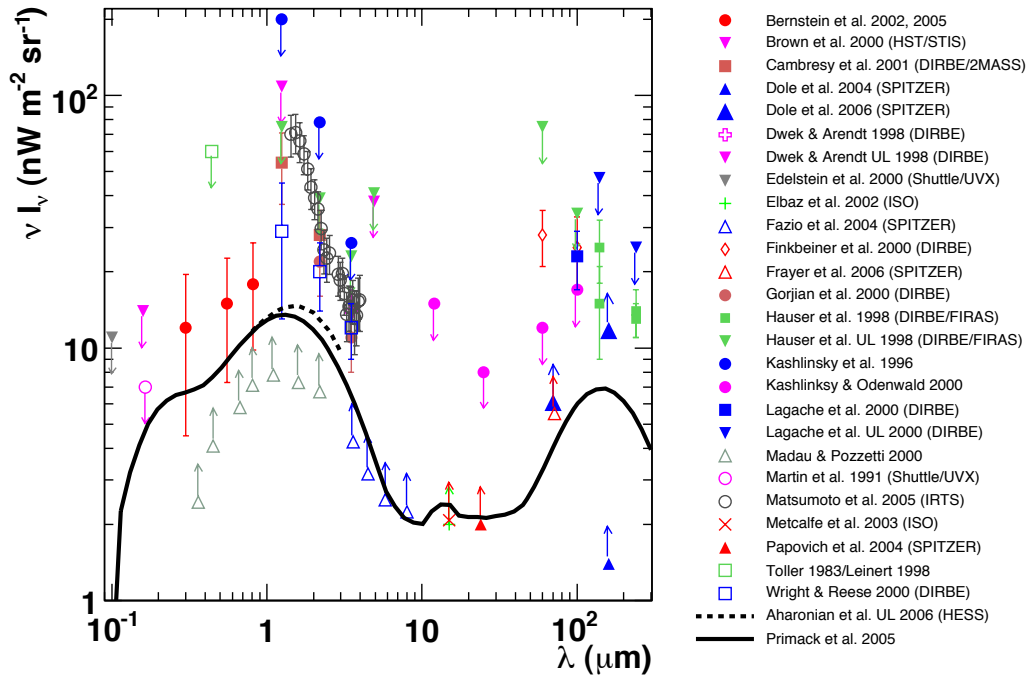 ν Iν (nW m-2 sr-1)
10²
10
1
10-1
1
10
10²
λ (μm)
Bernstein et al. 2002, 2005
Brown et al. 2000 (HST/STIS)
Cambresy et al. 2001 (DIRBE/2MASS)
Dole et al. 2004 (SPITZER)
Dole et al. 2006 (SPITZER)
Dwek & Arendt 1998 (DIRBE)
Dwek & Arendt UL 1998 (DIRBE)
Edelstein et al. 2000 (Shuttle/UVX)
Elbaz et al. 2002 (ISO)
Fazio et al. 2004 (SPITZER)
Finkbeiner et al. 2000 (DIRBE)
Frayer et al. 2006 (SPITZER)
Gorjian et al. 2000 (DIRBE)
Hauser et al. 1998 (DIRBE/FIRAS)
Hauser et al. UL 1998 (DIRBE/FIRAS)
Kashlinsky et al. 1996
Kashlinksy & Odenwald 2000
Lagache et al. 2000 (DIRBE)
Lagache et al. UL 2000 (DIRBE)
Madau & Pozzetti 2000
Martin et al. 1991 (Shuttle/UVX)
Matsumoto et al. 2005 (IRTS)
Metcalfe et al. 2003 (ISO)
Papovich et al. 2004 (SPITZER)
Toller 1983/Leinert 1998
Wright & Reese 2000 (DIRBE)
Aharonian et al. UL 2006 (HESS)
Primack et al. 2005